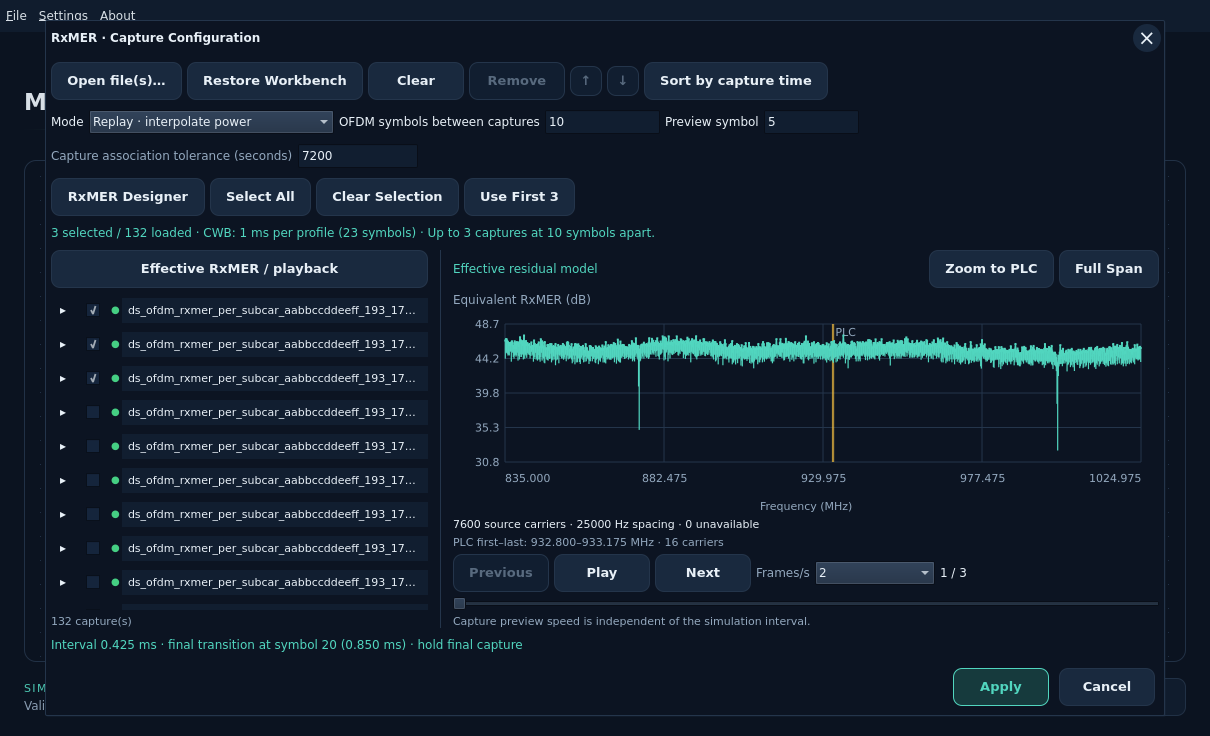 File Settings About
RxMER · Capture Configuration
Open file(s)... Restore Workbench Clear Remove ↑ ↓ Sort by capture time
M
Mode Replay · interpolate power OFDM symbols between captures 10 Preview symbol 5
Capture association tolerance (seconds) 7200
RxMER Designer Select All Clear Selection Use First 3
3 selected / 132 loaded · CWB: 1 ms per profile (23 symbols) · Up to 3 captures at 10 symbols apart.
Effective RxMER / playback
ds_ofdm_rxmer_per_subcar_aabbccddeeff_193_17...
ds_ofdm_rxmer_per_subcar_aabbccddeeff_193_17...
ds_ofdm_rxmer_per_subcar_aabbccddeeff_193_17...
ds_ofdm_rxmer_per_subcar_aabbccddeeff_193_17...
ds_ofdm_rxmer_per_subcar_aabbccddeeff_193_17...
ds_ofdm_rxmer_per_subcar_aabbccddeeff_193_17...
ds_ofdm_rxmer_per_subcar_aabbccddeeff_193_17...
ds_ofdm_rxmer_per_subcar_aabbccddeeff_193_17...
ds_ofdm_rxmer_per_subcar_aabbccddeeff_193_17...
132 capture(s)
Effective residual model Zoom to PLC Full Span
Equivalent RxMER (dB)
48.7
PLC
44.2
39.8
35.3
30.8
835.000 882.475 929.975 977.475 1024.975
Frequency (MHz)
7600 source carriers · 25000 Hz spacing · 0 unavailable
PLC first–last: 932.800–933.175 MHz · 16 carriers
Previous Play Next Frames/s 2 1 / 3
Capture preview speed is independent of the simulation interval.
Interval 0.425 ms · final transition at symbol 20 (0.850 ms) · hold final capture
Apply Cancel
SIM
Vali